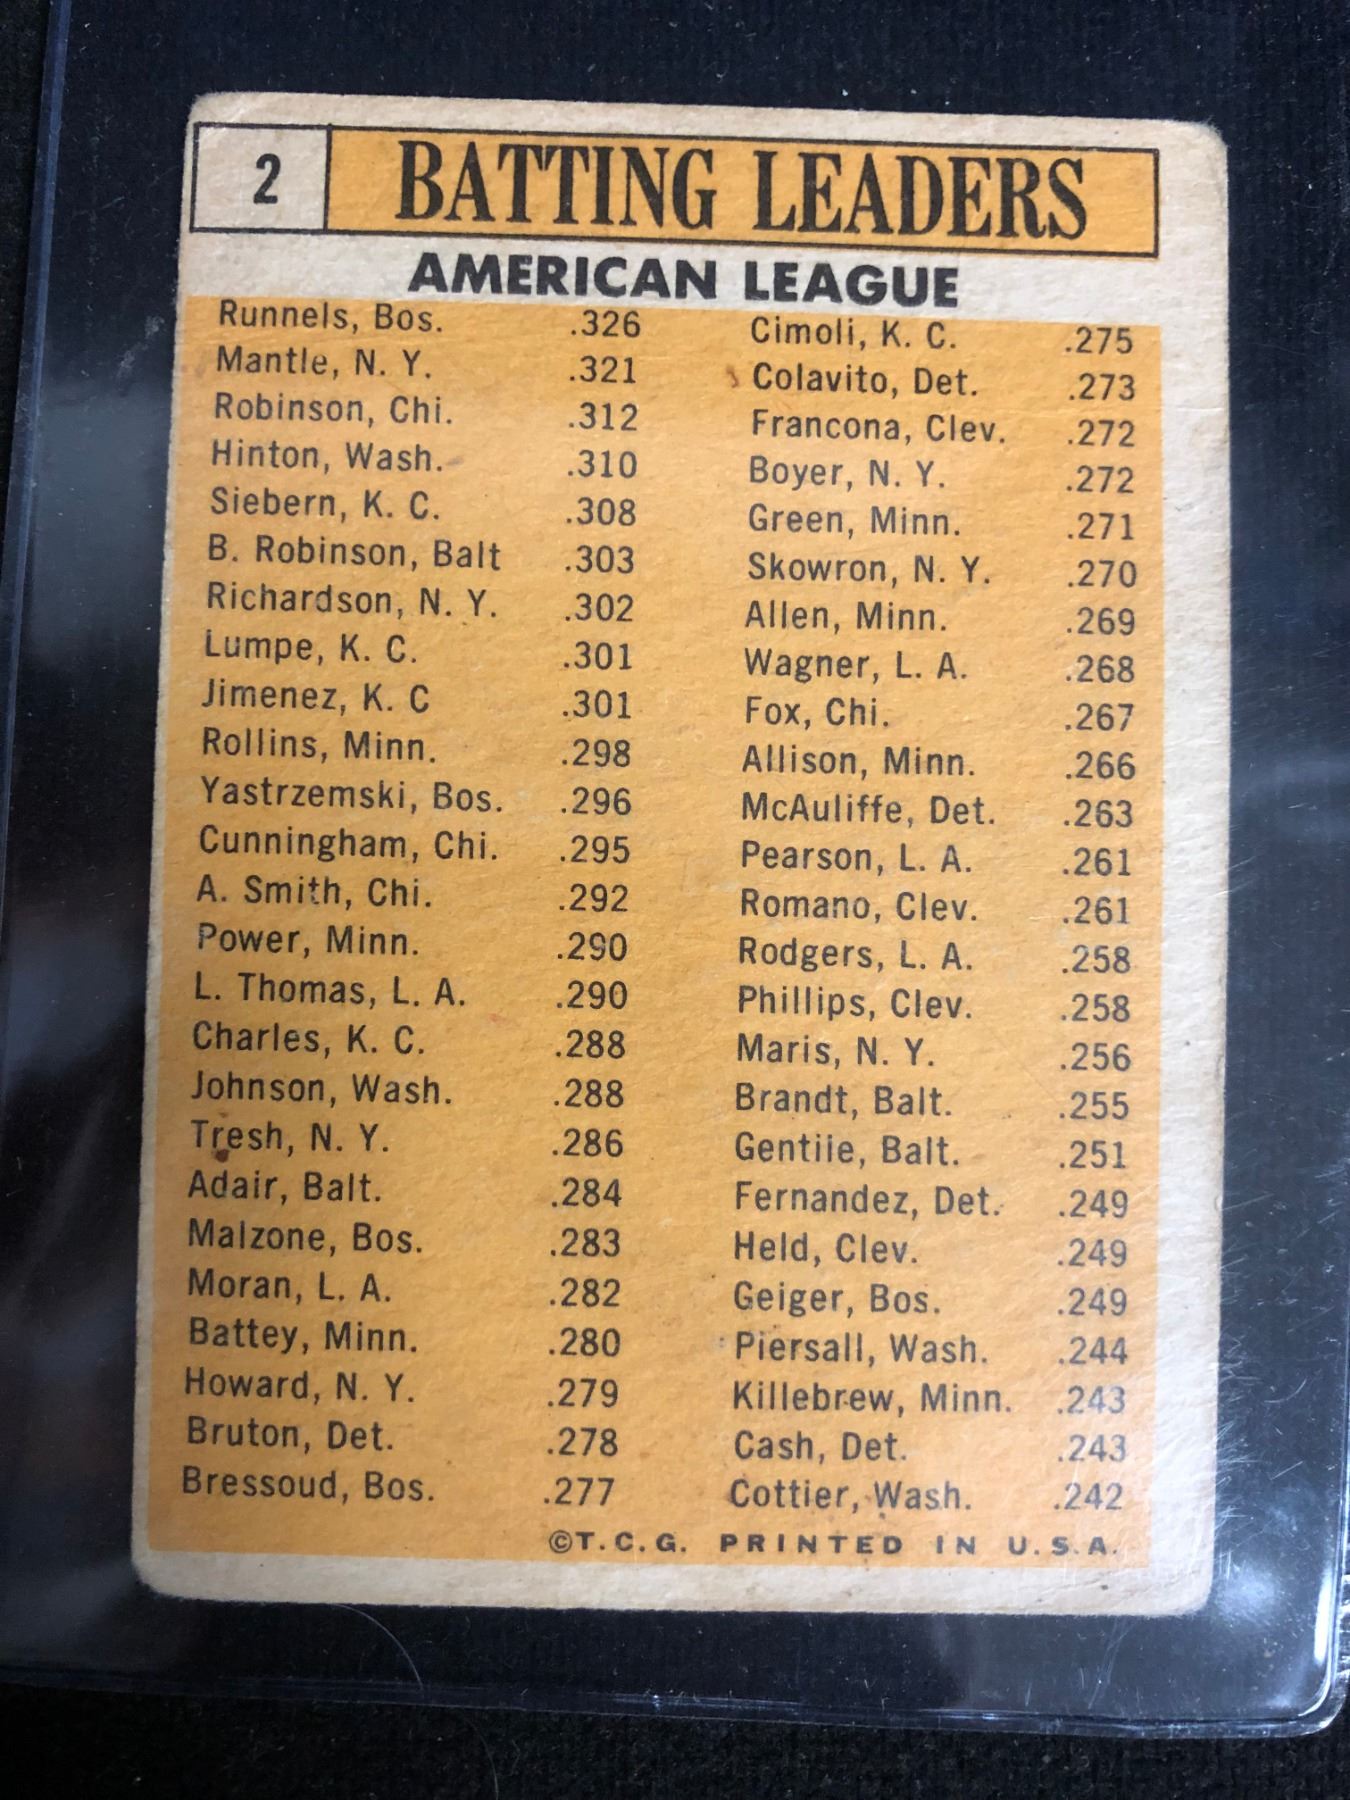 2
BATTING LEADERS
AMERICAN LEAGUE
Runnels, Bos. .326
Mantle, N. Y. .321
Robinson, Chi. .312
Hinton, Wash. .310
Siebern, K. C. .308
B. Robinson, Balt .303
Richardson, N. Y. .302
Lumpe, K. C. .301
Jimenez, K. C .301
Rollins, Minn. .298
Yastrzemski, Bos. .296
Cunningham, Chi. .295
A. Smith, Chi. .292
Power, Minn. .290
L. Thomas, L. A. .290
Charles, K. C. .288
Johnson, Wash. .288
Tresh, N. Y. .286
Adair, Balt. .284
Malzone, Bos. .283
Moran, L. A. .282
Battey, Minn. .280
Howard, N. Y. .279
Bruton, Det. .278
Bressoud, Bos. .277
Cimoli, K. C. .275
Colavito, Det. .273
Francona, Clev. .272
Boyer, N. Y. .272
Green, Minn. .271
Skowron, N. Y. .270
Allen, Minn. .269
Wagner, L. A. .268
Fox, Chi. .267
Allison, Minn. .266
McAuliffe, Det. .263
Pearson, L. A. .261
Romano, Clev. .261
Rodgers, L. A. .258
Phillips, Clev. .258
Maris, N. Y. .256
Brandt, Balt. .255
Gentile, Balt. .251
Fernandez, Det. .249
Held, Clev. .249
Geiger, Bos. .249
Piersall, Wash. .244
Killebrew, Minn. .243
Cash, Det. .243
Cottier, Wash. .242
©T.C.G. PRINTED IN U.S.A.